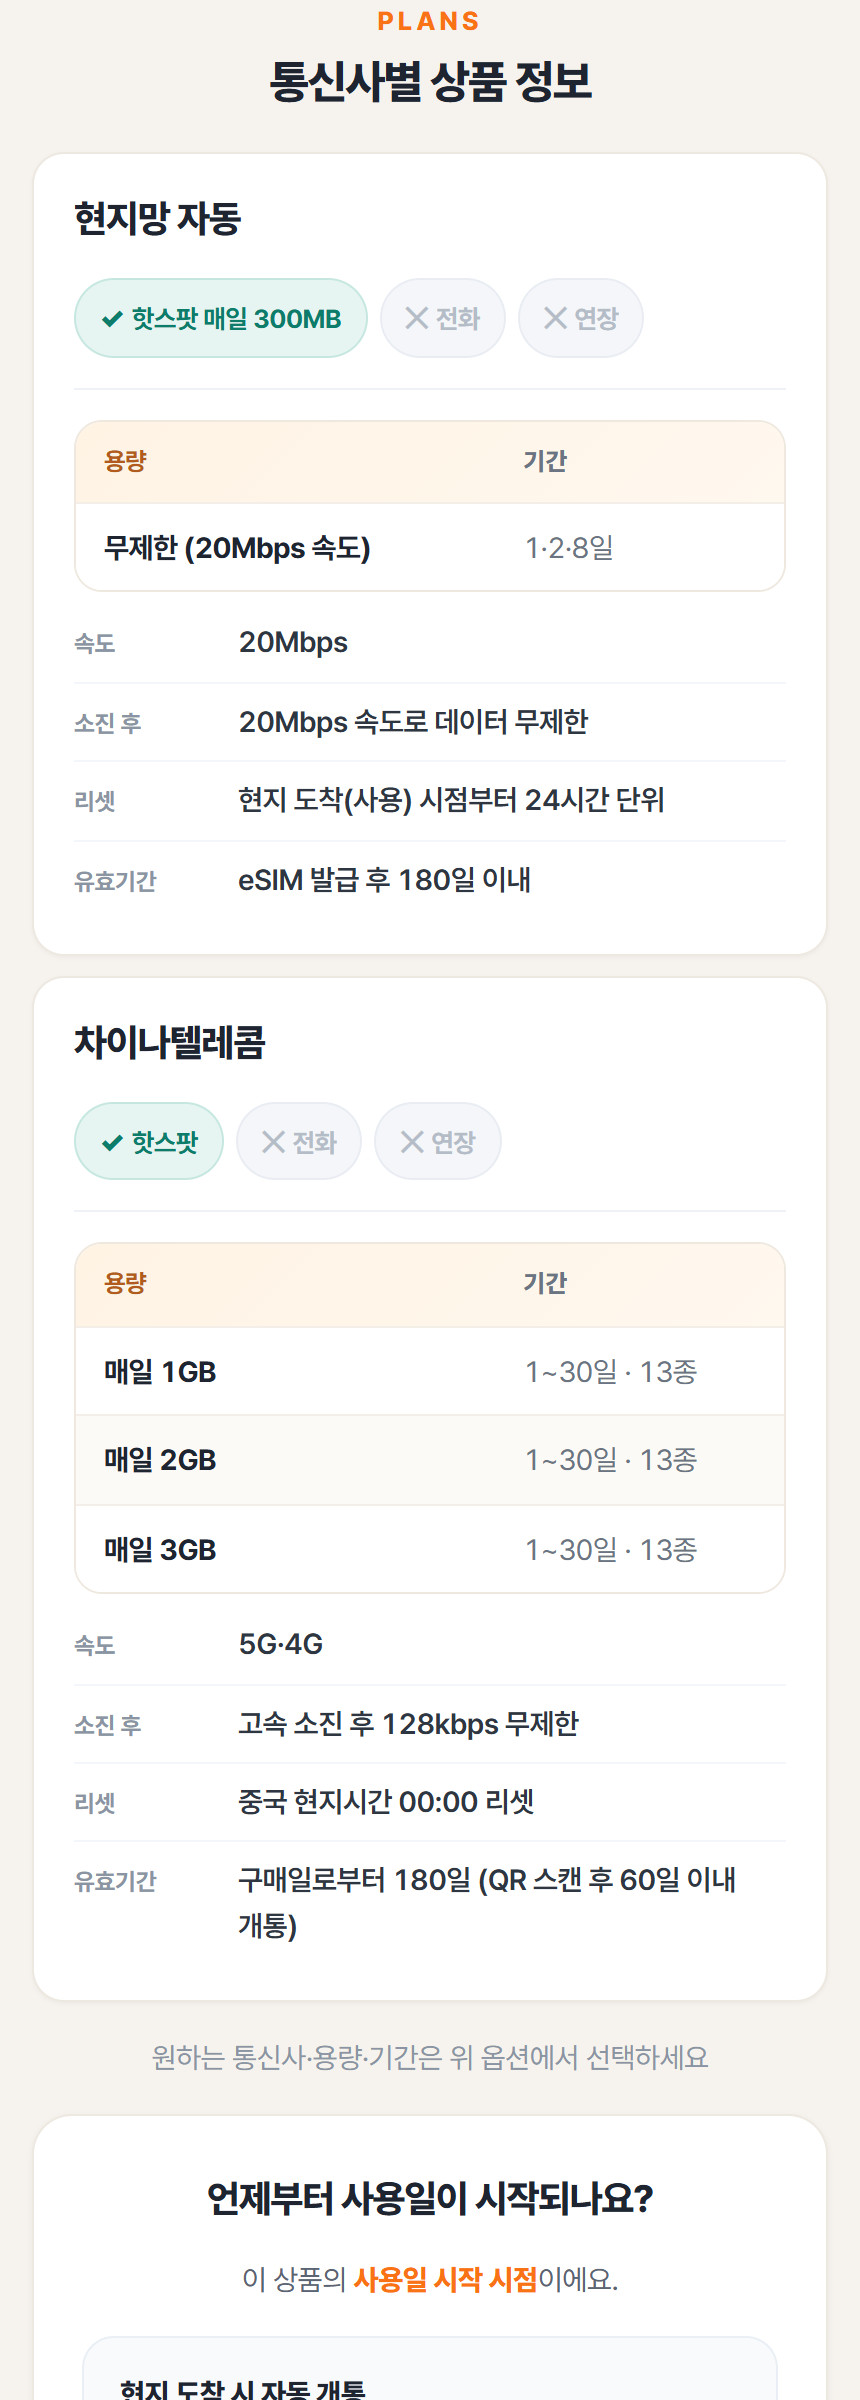 PLANS
통신사별 상품 정보
현지망 자동
✓ 핫스팟 매일 300MB ✕ 전화 ✕ 연장
용량 기간
무제한 (20Mbps 속도) 1·2·8일
속도 20Mbps
소진 후 20Mbps 속도로 데이터 무제한
리셋 현지 도착(사용) 시점부터 24시간 단위
유효기간 eSIM 발급 후 180일 이내
차이나텔레콤
✓ 핫스팟 ✕ 전화 ✕ 연장
용량 기간
매일 1GB 1~30일 · 13종
매일 2GB 1~30일 · 13종
매일 3GB 1~30일 · 13종
속도 5G·4G
소진 후 고속 소진 후 128kbps 무제한
리셋 중국 현지시간 00:00 리셋
유효기간 구매일로부터 180일 (QR 스캔 후 60일 이내
개통)
원하는 통신사·용량·기간은 위 옵션에서 선택하세요
언제부터 사용일이 시작되나요?
이 상품의 사용일 시작 시점이에요.
현지 도착 시 자동 개통